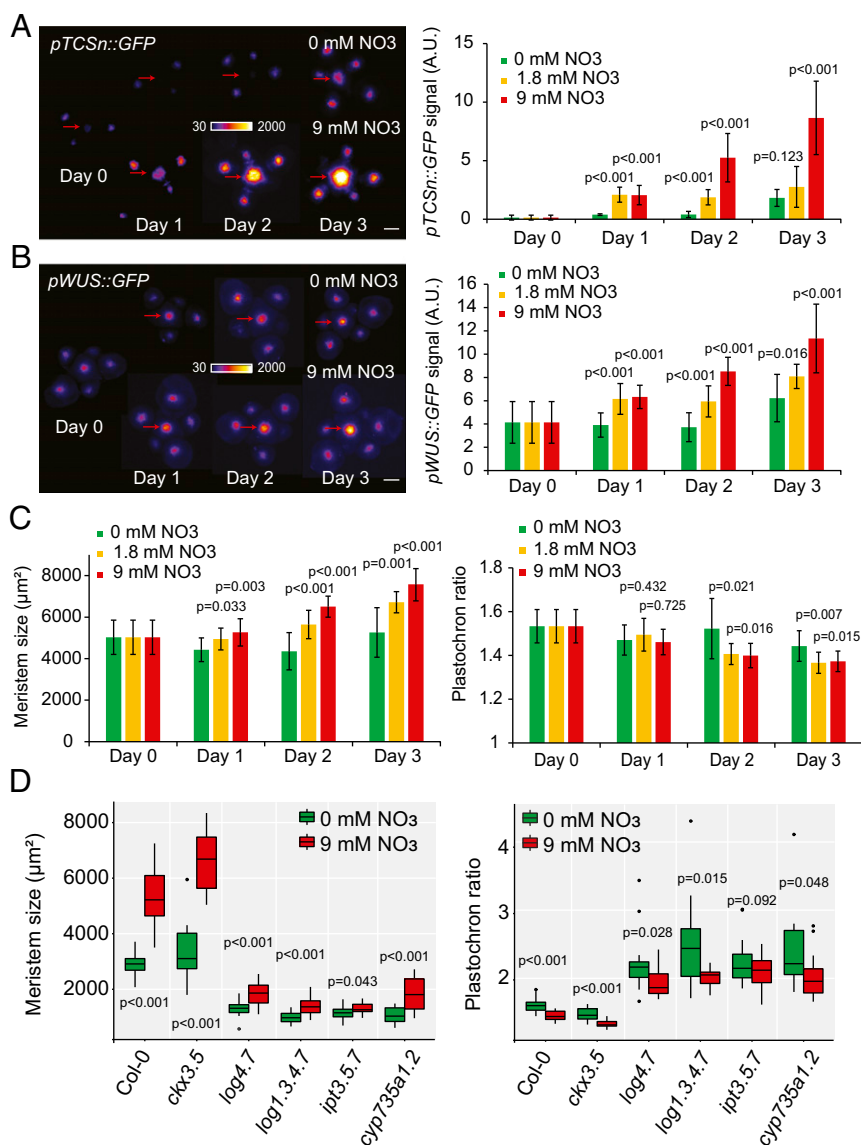 A
pTCSn::GFP
0 mM NO3
30 2000
9 mM NO3
Day 0
Day 1
Day 2
Day 3
pTCSn::GFP signal (A.U.)
15
10
5
0
0 mM NO3
1.8 mM NO3
9 mM NO3
p<0.001
p<0.001
p<0.001
p<0.001
p=0.123
p<0.001
Day 0
Day 1
Day 2
Day 3
B
pWUS::GFP
0 mM NO3
30 2000
9 mM NO3
Day 0
Day 1
Day 2
Day 3
pWUS::GFP signal (A.U.)
16
14
12
10
8
6
4
2
0
0 mM NO3
1.8 mM NO3
9 mM NO3
p<0.001
p<0.001
p<0.001
p<0.001
p=0.016
p<0.001
Day 0
Day 1
Day 2
Day 3
C
Meristem size (µm²)
8000
6000
4000
2000
0
0 mM NO3
1.8 mM NO3
9 mM NO3
p=0.033
p=0.003
p<0.001
p<0.001
p=0.001
p<0.001
Day 0
Day 1
Day 2
Day 3
Plastochron ratio
1.8
1.6
1.4
1.2
1
0 mM NO3
1.8 mM NO3
9 mM NO3
p=0.432
p=0.725
p=0.021
p=0.016
p=0.007
p=0.015
Day 0
Day 1
Day 2
Day 3
D
Meristem size (µm²)
8000
6000
4000
2000
0 mM NO3
9 mM NO3
p<0.001
p<0.001
p<0.001
p<0.001
p=0.043
p<0.001
Col-0
ckx3.5
log4.7
log1.3.4.7
ipt3.5.7
cyp735a1.2
Plastochron ratio
4
3
2
0 mM NO3
9 mM NO3
p<0.001
p<0.001
p=0.028
p=0.015
p=0.092
p=0.048
Col-0
ckx3.5
log4.7
log1.3.4.7
ipt3.5.7
cyp735a1.2